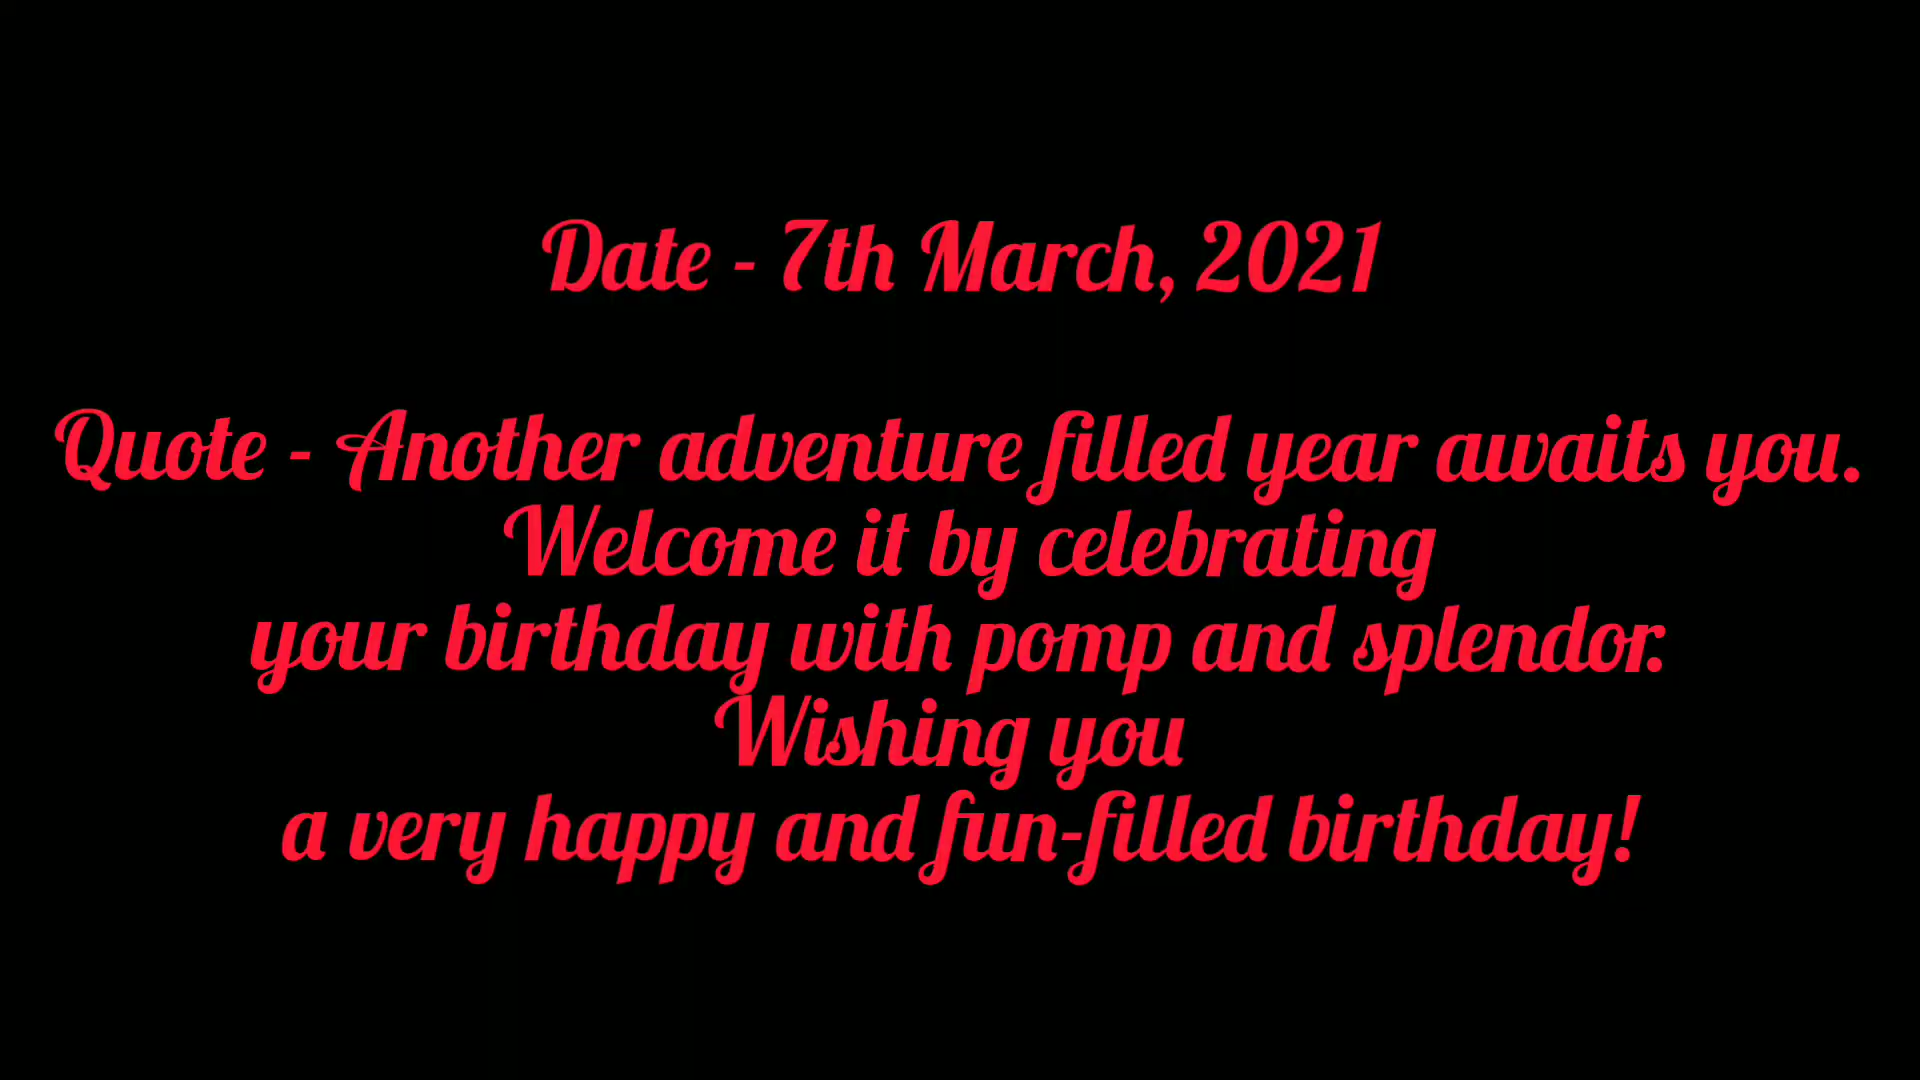 Date - 7th March, 2021
Quote - Another adventure filled year awaits you.
Welcome it by celebrating
your birthday with pomp and splendor.
Wishing you
a very happy and fun-filled birthday!